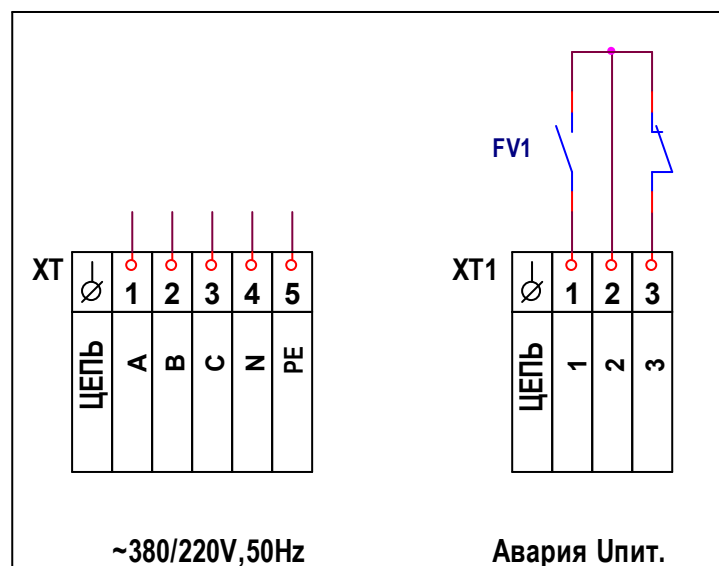 FV1
XT
1 2 3 4 5
ЦЕПЬ A B C N PE
XT1
1 2 3
ЦЕПЬ 1 2 3
~380/220V,50Hz
Авария Uпит.